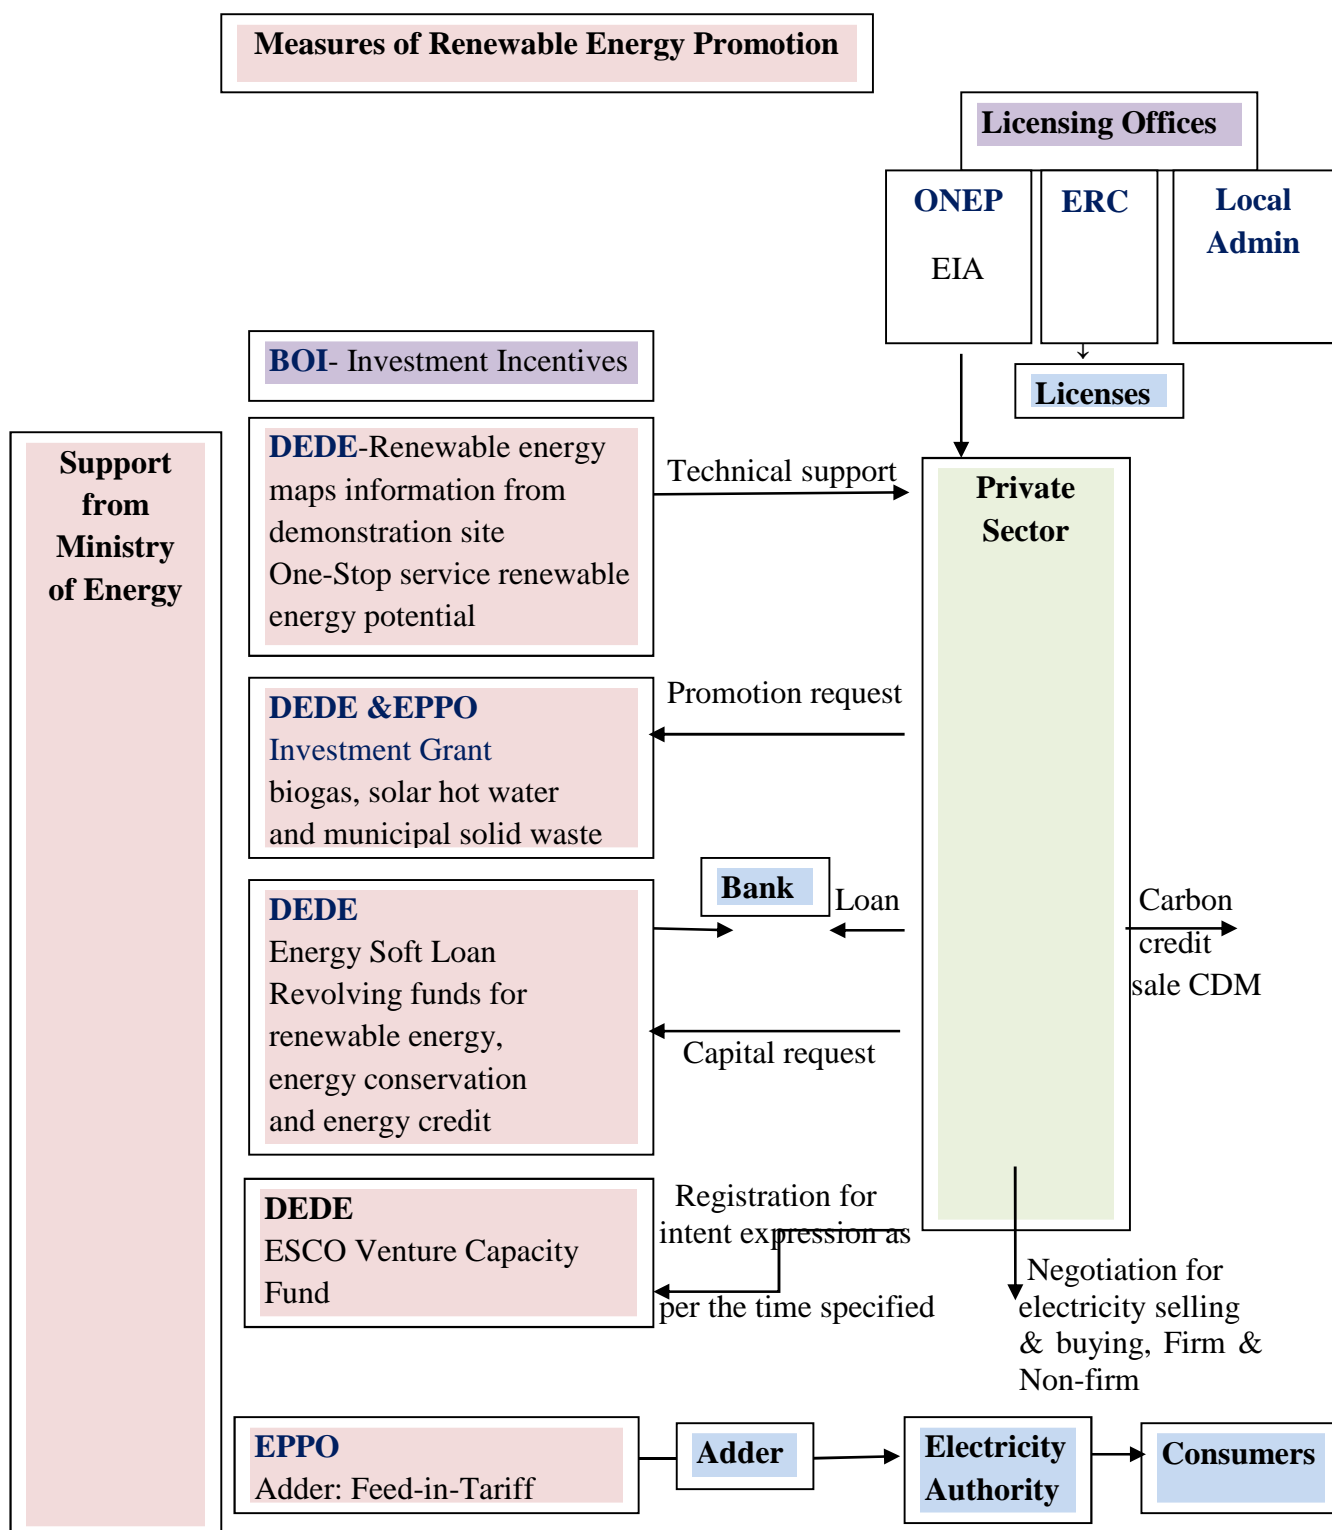 Measures of Renewable Energy Promotion
Licensing Offices
ONEP
EIA
ERC
Local
Admin
BOI- Investment Incentives
Licenses
Support
from
Ministry
of Energy
DEDE-Renewable energy
maps information from
demonstration site
One-Stop service renewable
energy potential
Technical support
Private
Sector
DEDE &EPPO
Investment Grant
biogas, solar hot water
and municipal solid waste
Promotion request
Bank
Loan
DEDE
Energy Soft Loan
Revolving funds for
renewable energy,
energy conservation
and energy credit
Capital request
Carbon
credit
sale CDM
DEDE
ESCO Venture Capacity
Fund
Registration for
intent expression as
per the time specified
Negotiation for
electricity selling
& buying, Firm &
Non-firm
EPPO
Adder: Feed-in-Tariff
Adder
Electricity
Authority
Consumers